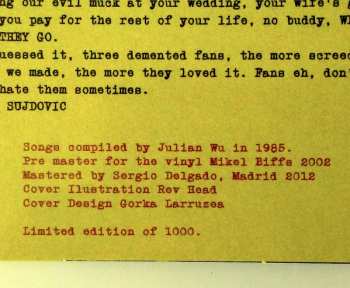 ng our evil muck at your wedding, your wife's
you pay for the rest of your life, no buddy,
THEY GO.
uessed it, three demented fans, the more
we made, the more they loved it. Fans eh, don'
hate them sometimes.
SUJDOVIC
Songs compiled by Julian Wu in 1985.
Pre master for the vinyl Mikel Biffs 2002
Mastered by Sergio Delgado, Madrid 2012
Cover Ilustration Rev Head
Cover Design Gorka Larruzea
Limited edition of 1000.